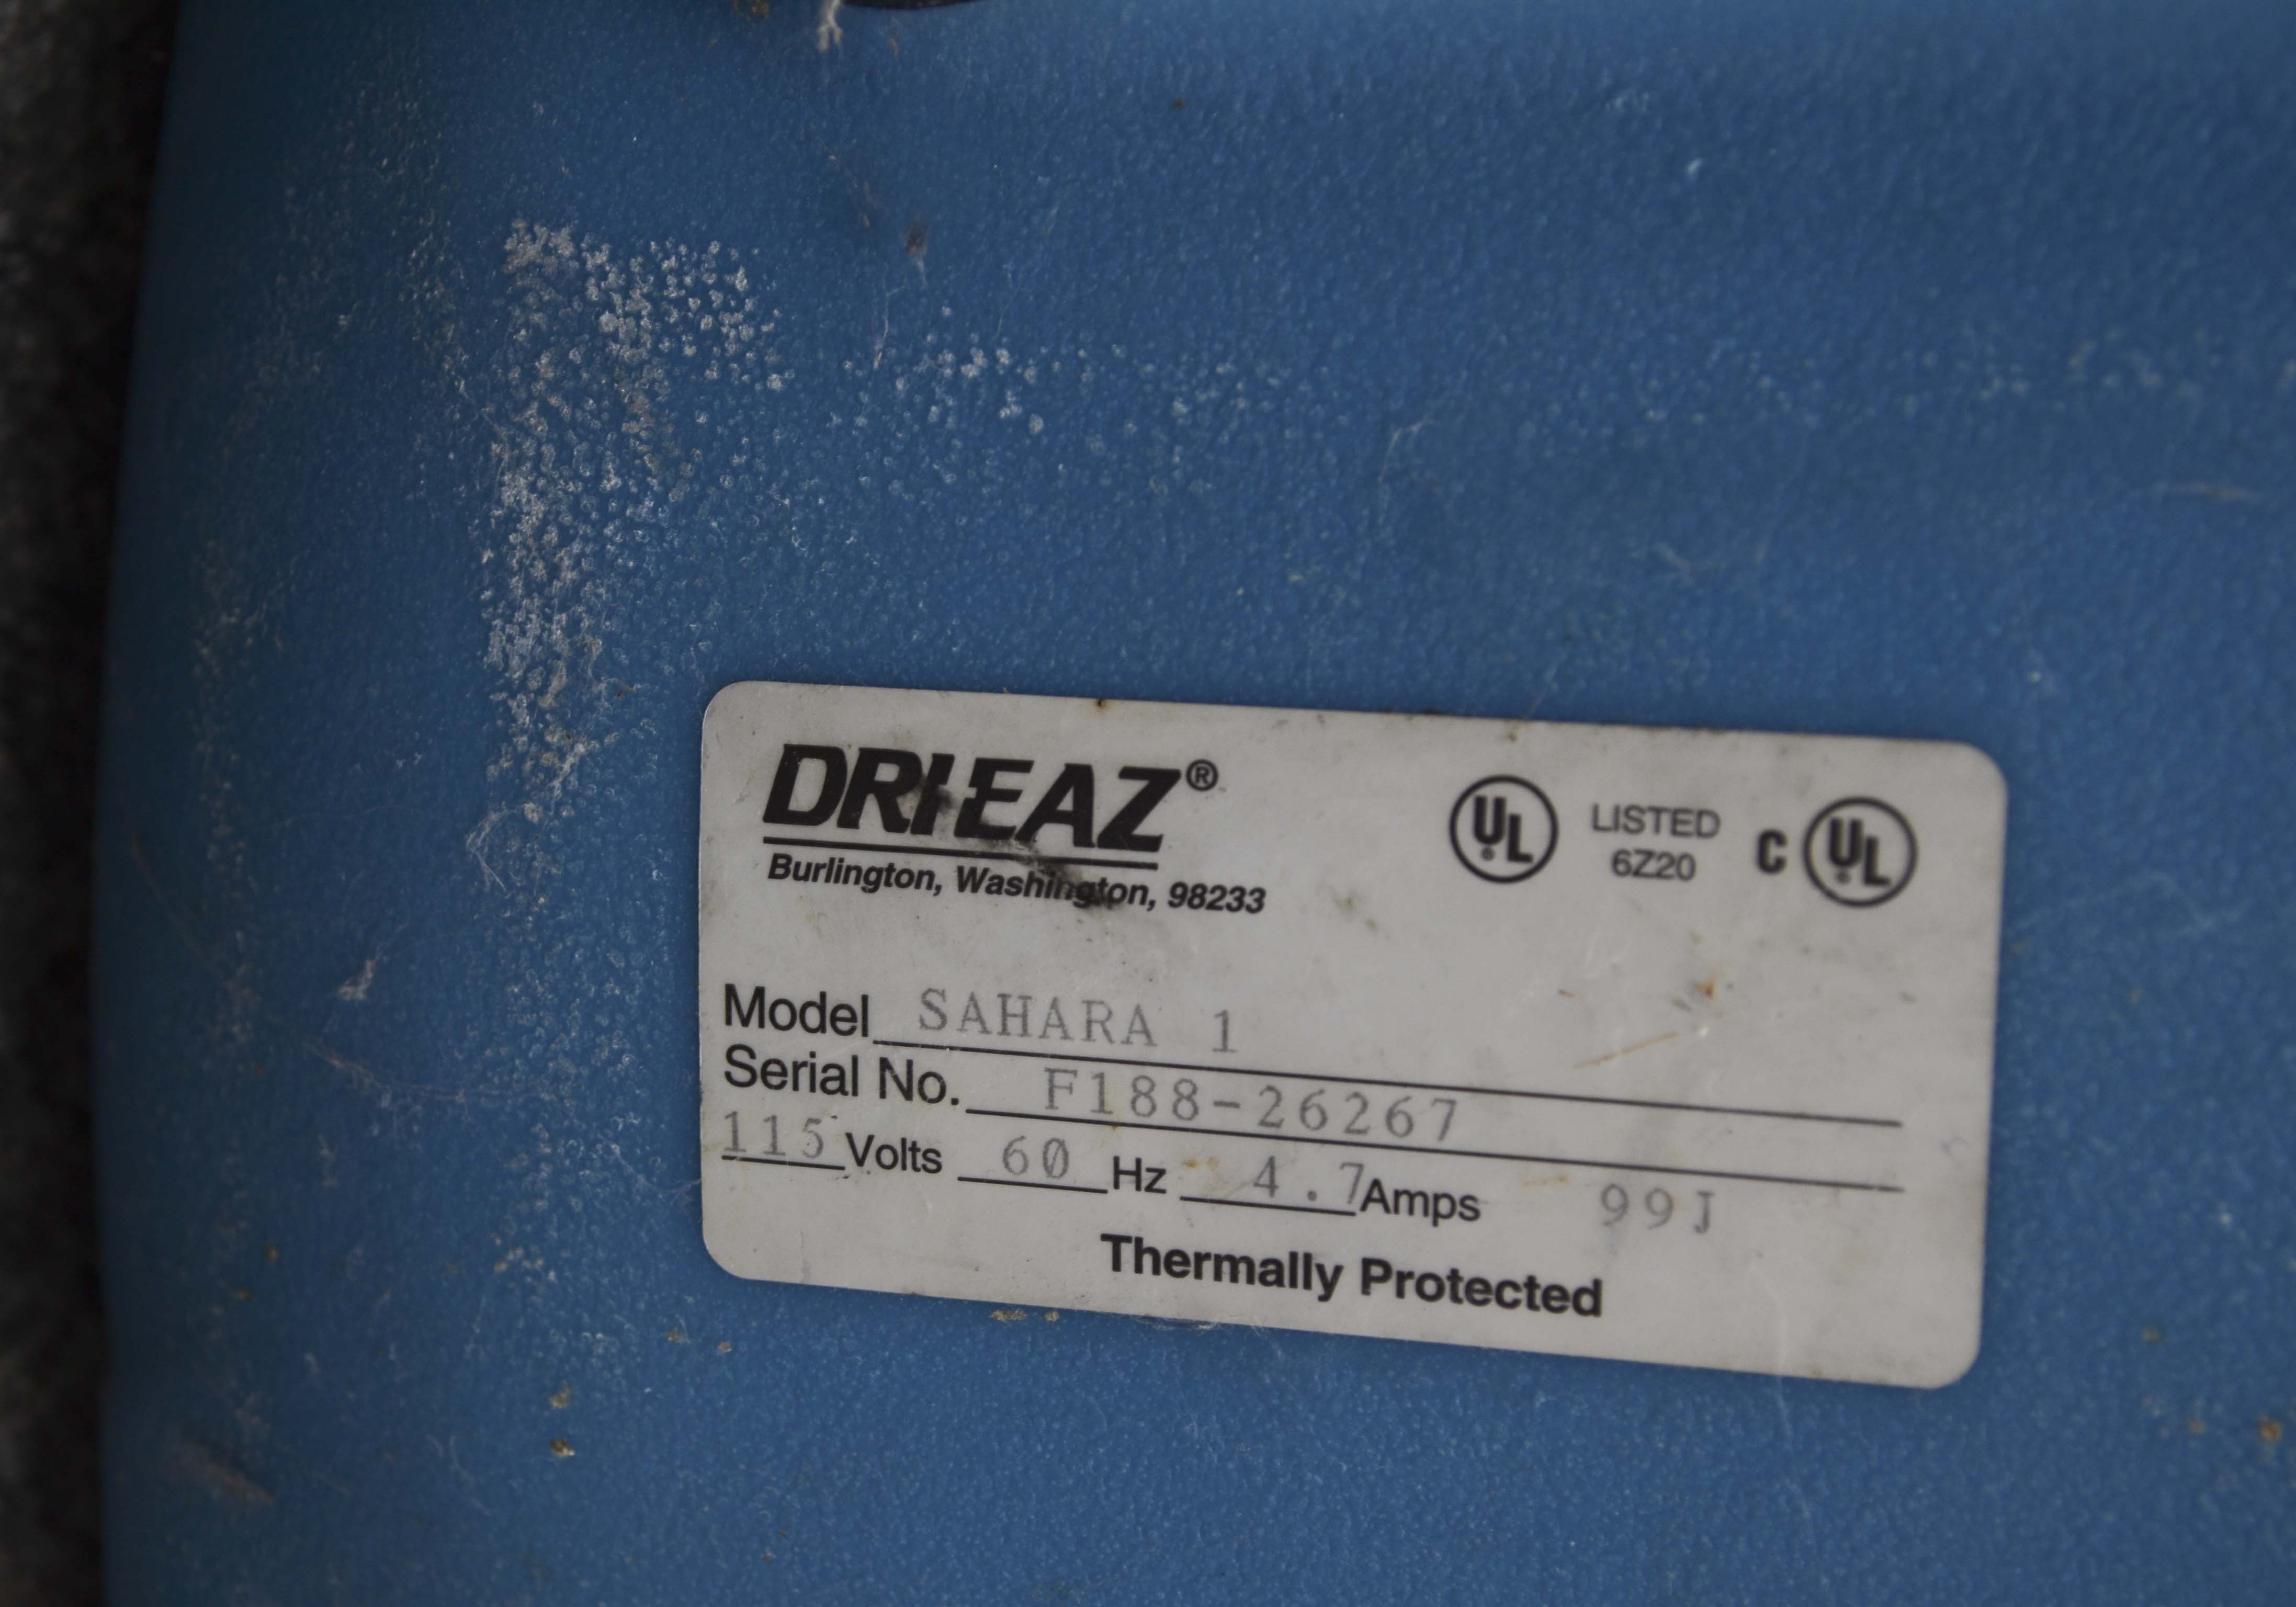 DRI-EAZ®
Burlington, Washington, 98233
UL LISTED 6Z20 C UL
Model SAHARA 1
Serial No. F188-26267
115 Volts 60 Hz 4.7 Amps 99J
Thermally Protected